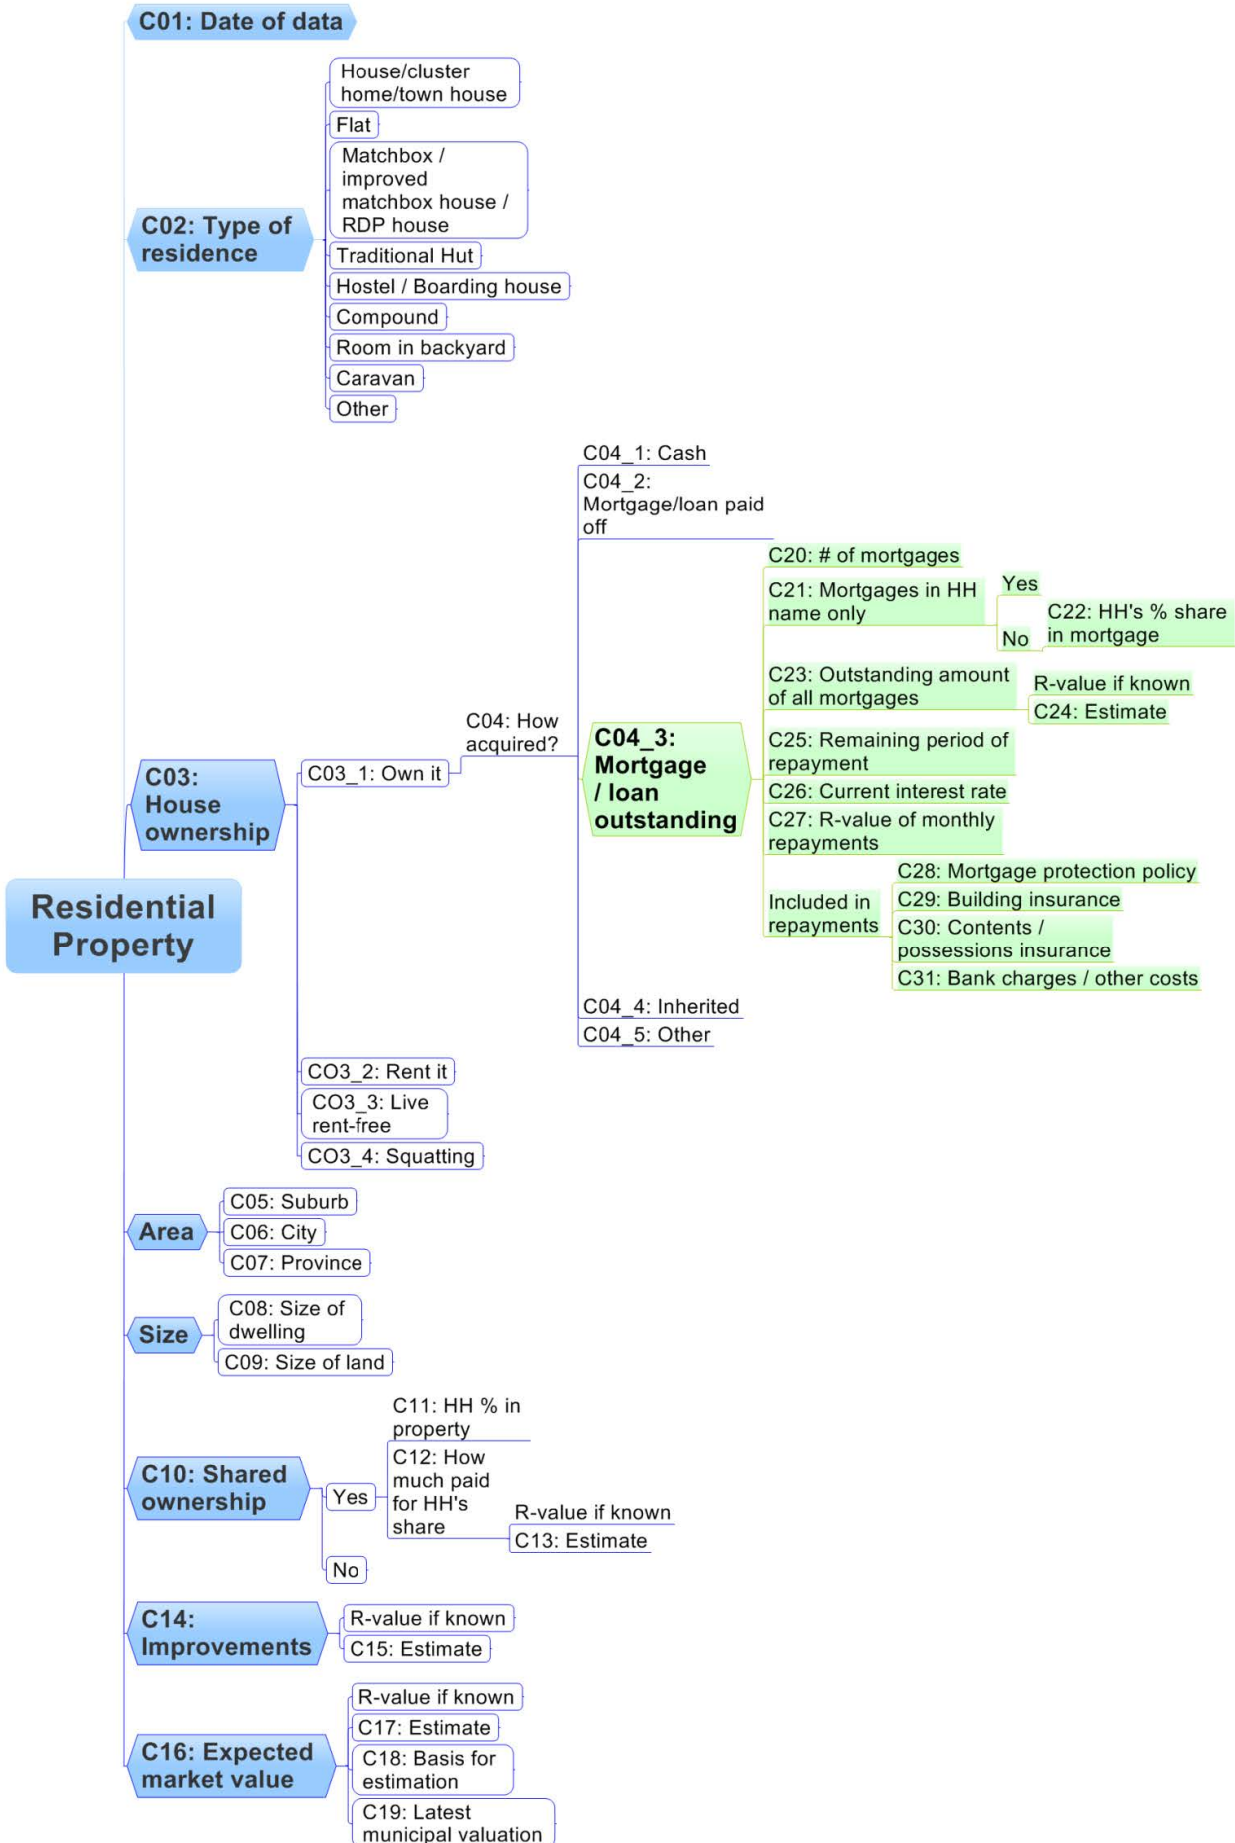 C01: Date of data
House/cluster
home/town house
Flat
Matchbox /
improved
matchbox house /
RDP house
C02: Type of
residence
Traditional Hut
Hostel / Boarding house
Compound
Room in backyard
Caravan
Other
C04_1: Cash
C04_2:
Mortgage/loan paid
off
C20: # of mortgages
C21: Mortgages in HH
name only
Yes
No
C22: HH's % share
in mortgage
C23: Outstanding amount
of all mortgages
R-value if known
C24: Estimate
C04: How
acquired?
C04_3:
Mortgage
/ loan
outstanding
C25: Remaining period of
repayment
C26: Current interest rate
C27: R-value of monthly
repayments
C03:
House
ownership
C03_1: Own it
Included in
repayments
C28: Mortgage protection policy
C29: Building insurance
C30: Contents /
possessions insurance
C31: Bank charges / other costs
Residential
Property
C04_4: Inherited
C04_5: Other
CO3_2: Rent it
CO3_3: Live
rent-free
CO3_4: Squatting
Area
C05: Suburb
C06: City
C07: Province
Size
C08: Size of
dwelling
C09: Size of land
C10: Shared
ownership
Yes
C11: HH % in
property
C12: How
much paid
for HH's
share
R-value if known
C13: Estimate
No
C14:
Improvements
R-value if known
C15: Estimate
C16: Expected
market value
R-value if known
C17: Estimate
C18: Basis for
estimation
C19: Latest
municipal valuation